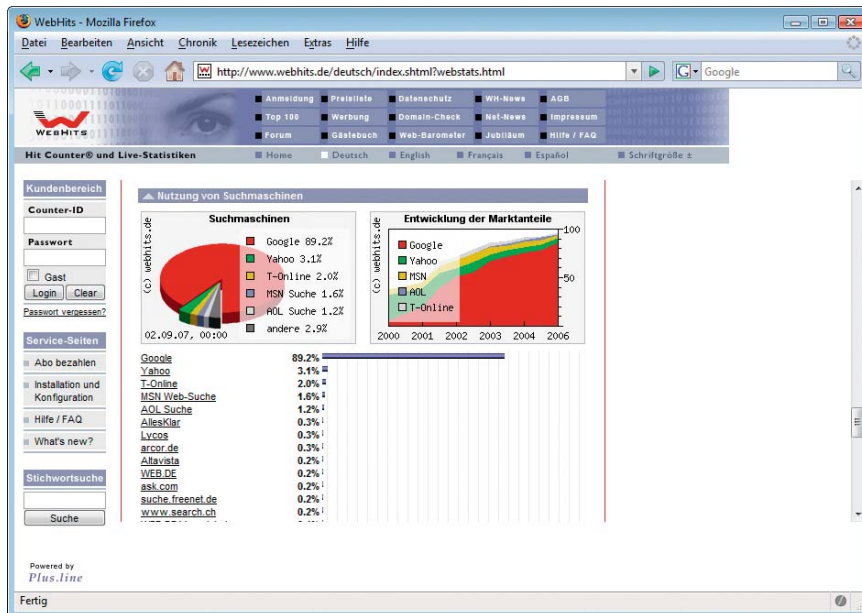 WebHits - Mozilla Firefox
Datei Bearbeiten Ansicht Chronik Lesezeichen Extras Hilfe
http://www.webhits.de/deutsch/index.shtml?webstats.html
Google
WEBHITS
Anmeldung Preisliste Datenschutz WH-News AGB
Top 100 Werbung Domain-Check Net-News Impressum
Forum Gästebuch Web-Barometer Jubiläum Hilfe / FAQ
Hit Counter® und Live-Statistiken
Home Deutsch English Français Español Schriftgröße ±
Kundenbereich
Counter-ID
Passwort
Gast
Login Clear
Passwort vergessen?
Service-Seiten
Abo bezahlen
Installation und
Konfiguration
Hilfe / FAQ
What's new?
Stichwortsuche
Suche
Powered by
Plus.line
Nutzung von Suchmaschinen
(c) webhits.de
Suchmaschinen
Google 89.2%
Yahoo 3.1%
T-Online 2.0%
MSN Suche 1.6%
AOL Suche 1.2%
andere 2.9%
02.09.07, 00:00
(c) webhits.de
Entwicklung der Marktanteile
Google
Yahoo
MSN
AOL
T-Online
100
50
2000 2001 2002 2003 2004 2006
Google 89.2%
Yahoo 3.1%
T-Online 2.0%
MSN Web-Suche 1.6%
AOL Suche 1.2%
AllesKlar 0.3%
Lycos 0.3%
arcor.de 0.3%
Altavista 0.2%
WEB.DE 0.2%
ask.com 0.2%
suche.freenet.de 0.2%
www.search.ch 0.2%
Fertig